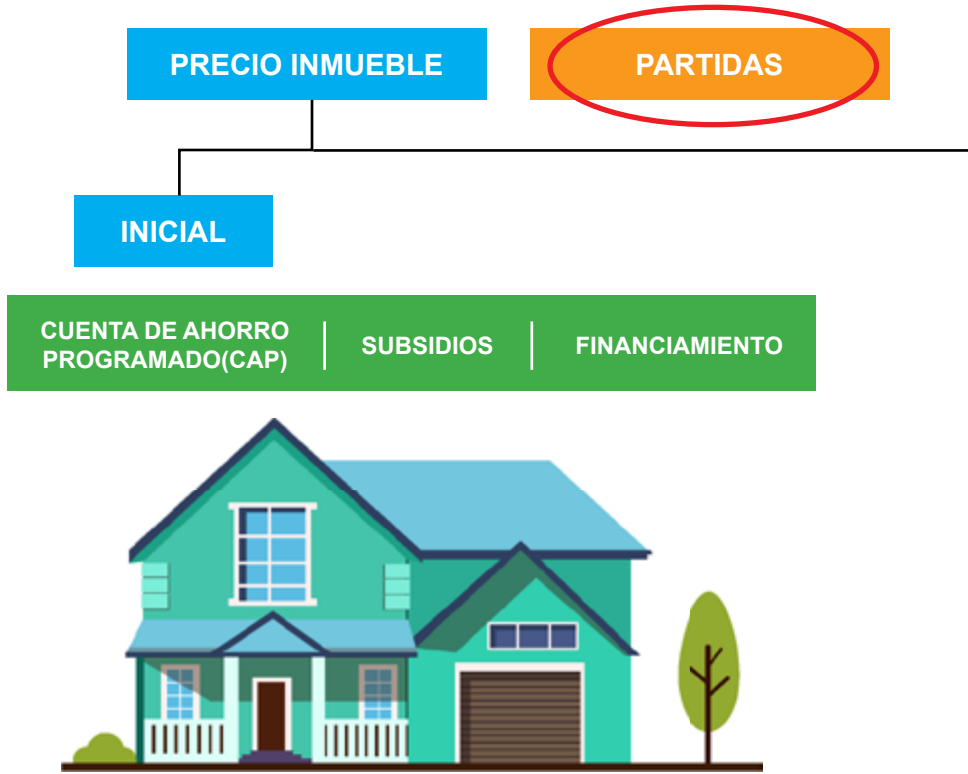 PRECIO INMUEBLE
PARTIDAS
INICIAL
CUENTA DE AHORRO
PROGRAMADO(CAP)
SUBSIDIOS
FINANCIAMIENTO